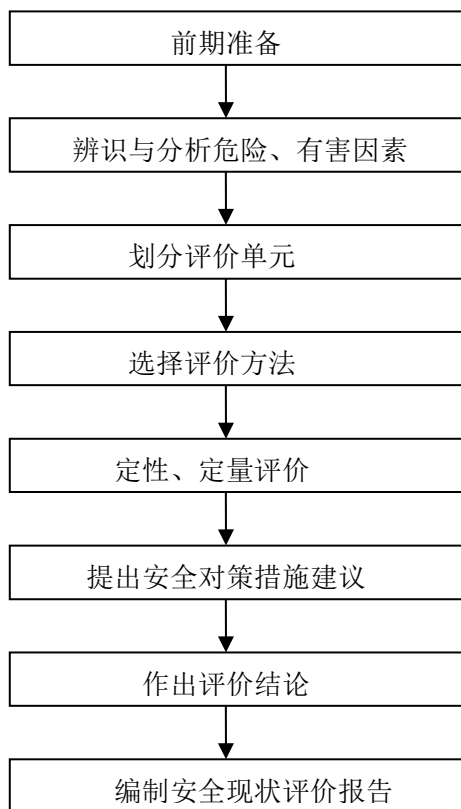 前期准备
辨识与分析危险、有害因素
划分评价单元
选择评价方法
定性、定量评价
提出安全对策措施建议
作出评价结论
编制安全现状评价报告